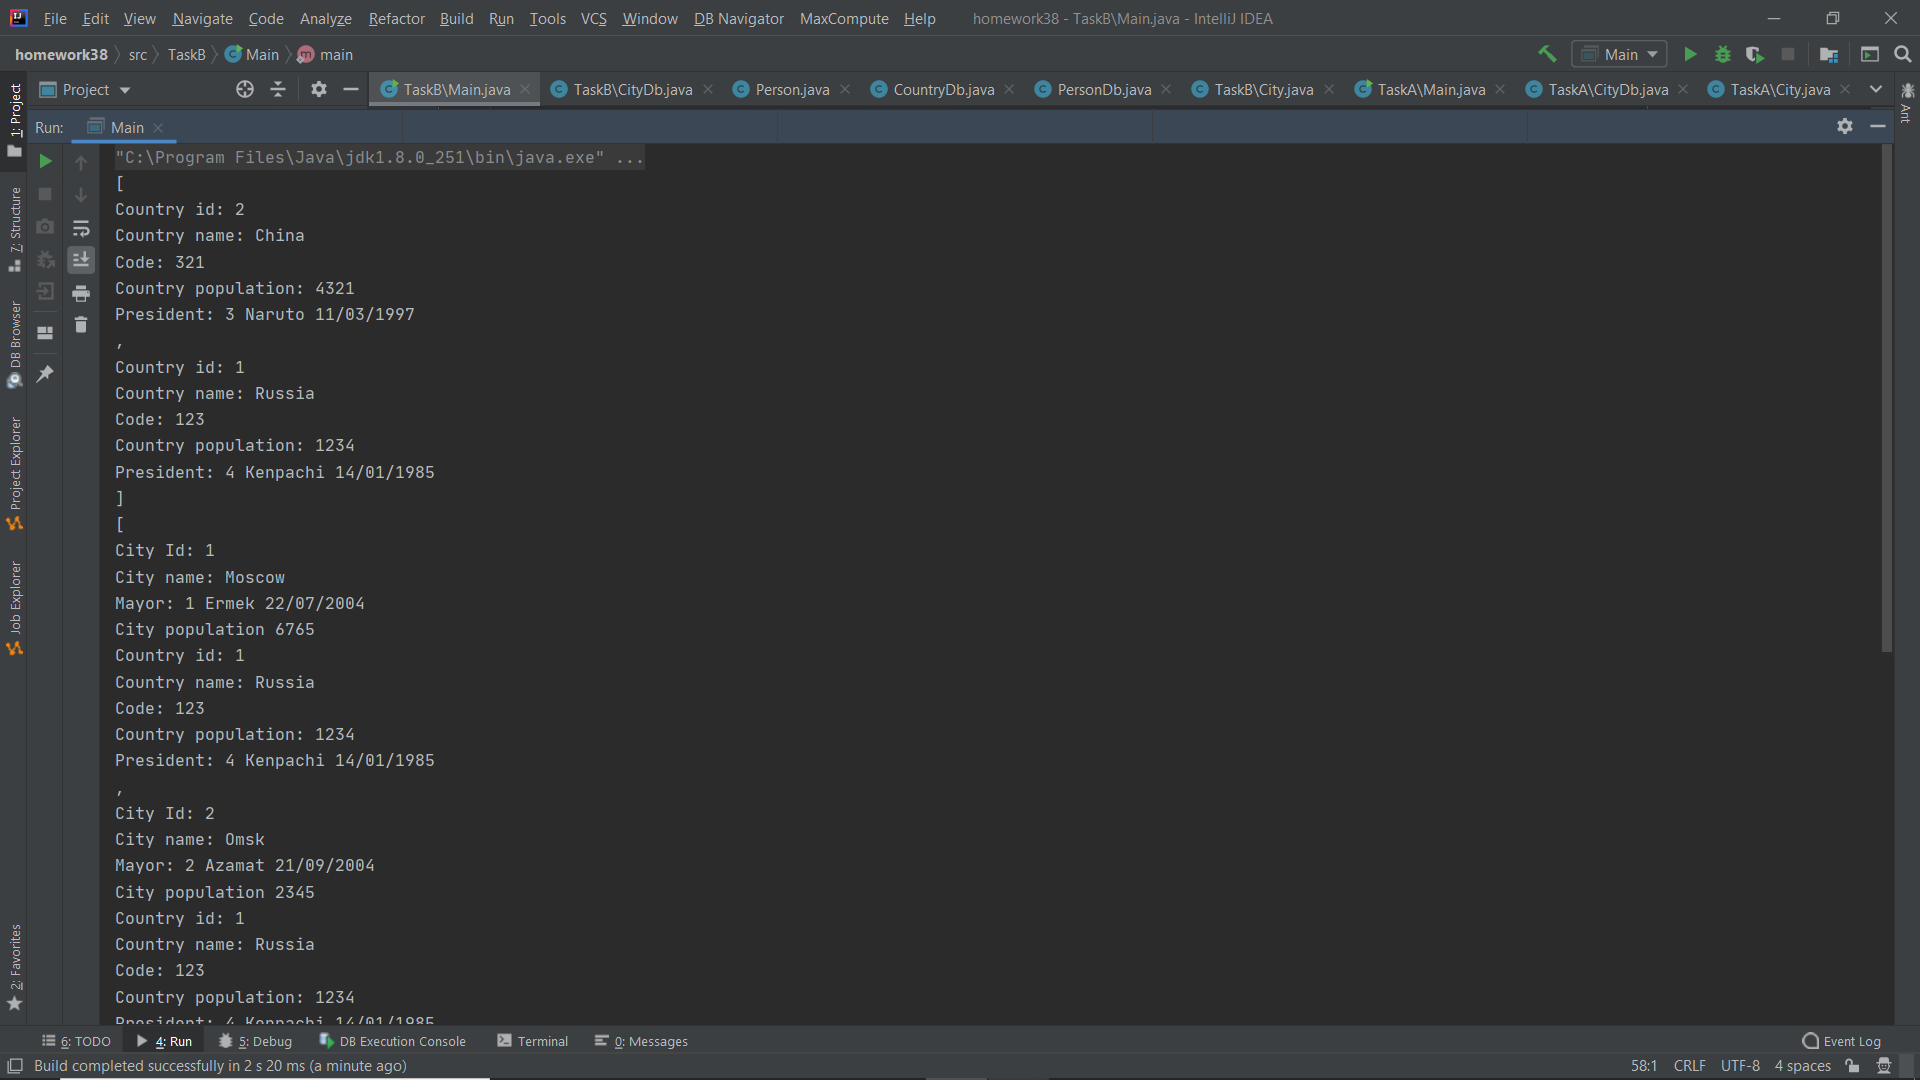 File Edit View Navigate Code Analyze Refactor Build Run Tools VCS Window DB Navigator MaxCompute Help homework38 - TaskB\Main.java - IntelliJ IDEA
homework38 src TaskB Main main Main
Project TaskB\Main.java TaskB\CityDb.java Person.java CountryDb.java PersonDb.java TaskB\City.java TaskA\Main.java TaskA\CityDb.java TaskA\City.java
Run: Main
1: Project
7: Structure
DB Browser
Project Explorer
Job Explorer
2: Favorites
Ant
"C:\Program Files\Java\jdk1.8.0_251\bin\java.exe" ...
[
Country id: 2
Country name: China
Code: 321
Country population: 4321
President: 3 Naruto 11/03/1997
,
Country id: 1
Country name: Russia
Code: 123
Country population: 1234
President: 4 Kenpachi 14/01/1985
]
[
City Id: 1
City name: Moscow
Mayor: 1 Ermek 22/07/2004
City population 6765
Country id: 1
Country name: Russia
Code: 123
Country population: 1234
President: 4 Kenpachi 14/01/1985
,
City Id: 2
City name: Omsk
Mayor: 2 Azamat 21/09/2004
City population 2345
Country id: 1
Country name: Russia
Code: 123
Country population: 1234
President: 4 Kenpachi 14/01/1985
6: TODO 4: Run 5: Debug DB Execution Console Terminal 0: Messages Event Log
Build completed successfully in 2 s 20 ms (a minute ago) 58:1 CRLF UTF-8 4 spaces